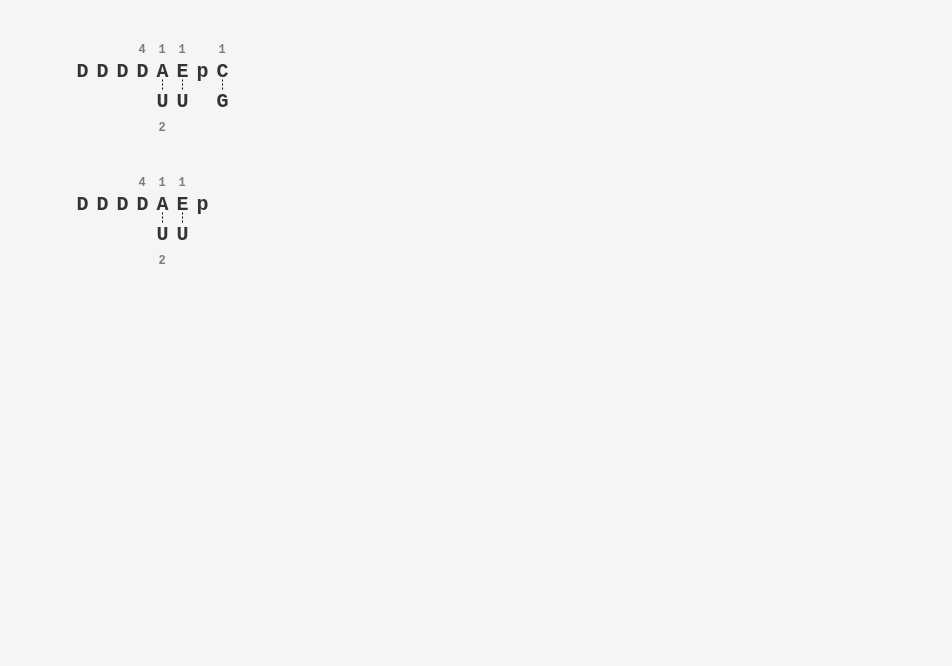 4 1 1 1
D D D D A E p C
U U G
2
4 1 1
D D D D A E p
U U
2